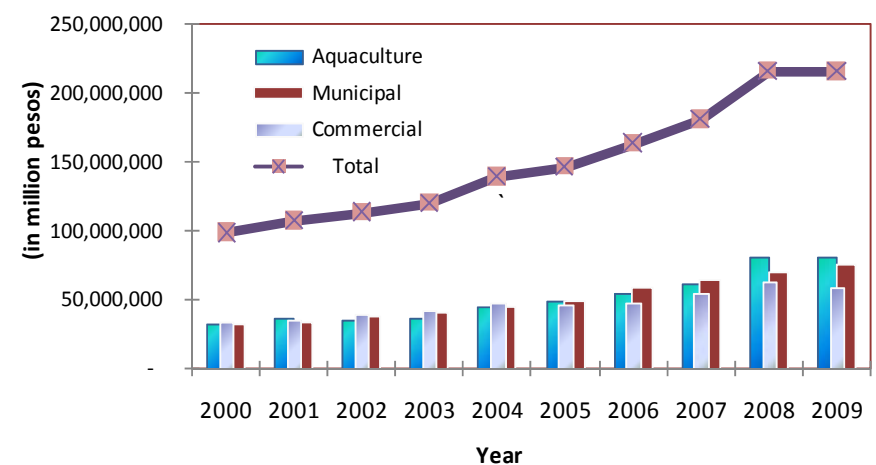 250,000,000
200,000,000
150,000,000
100,000,000
50,000,000
-
(in million pesos)
Aquaculture
Municipal
Commercial
Total
`
2000 2001 2002 2003 2004 2005 2006 2007 2008 2009
Year